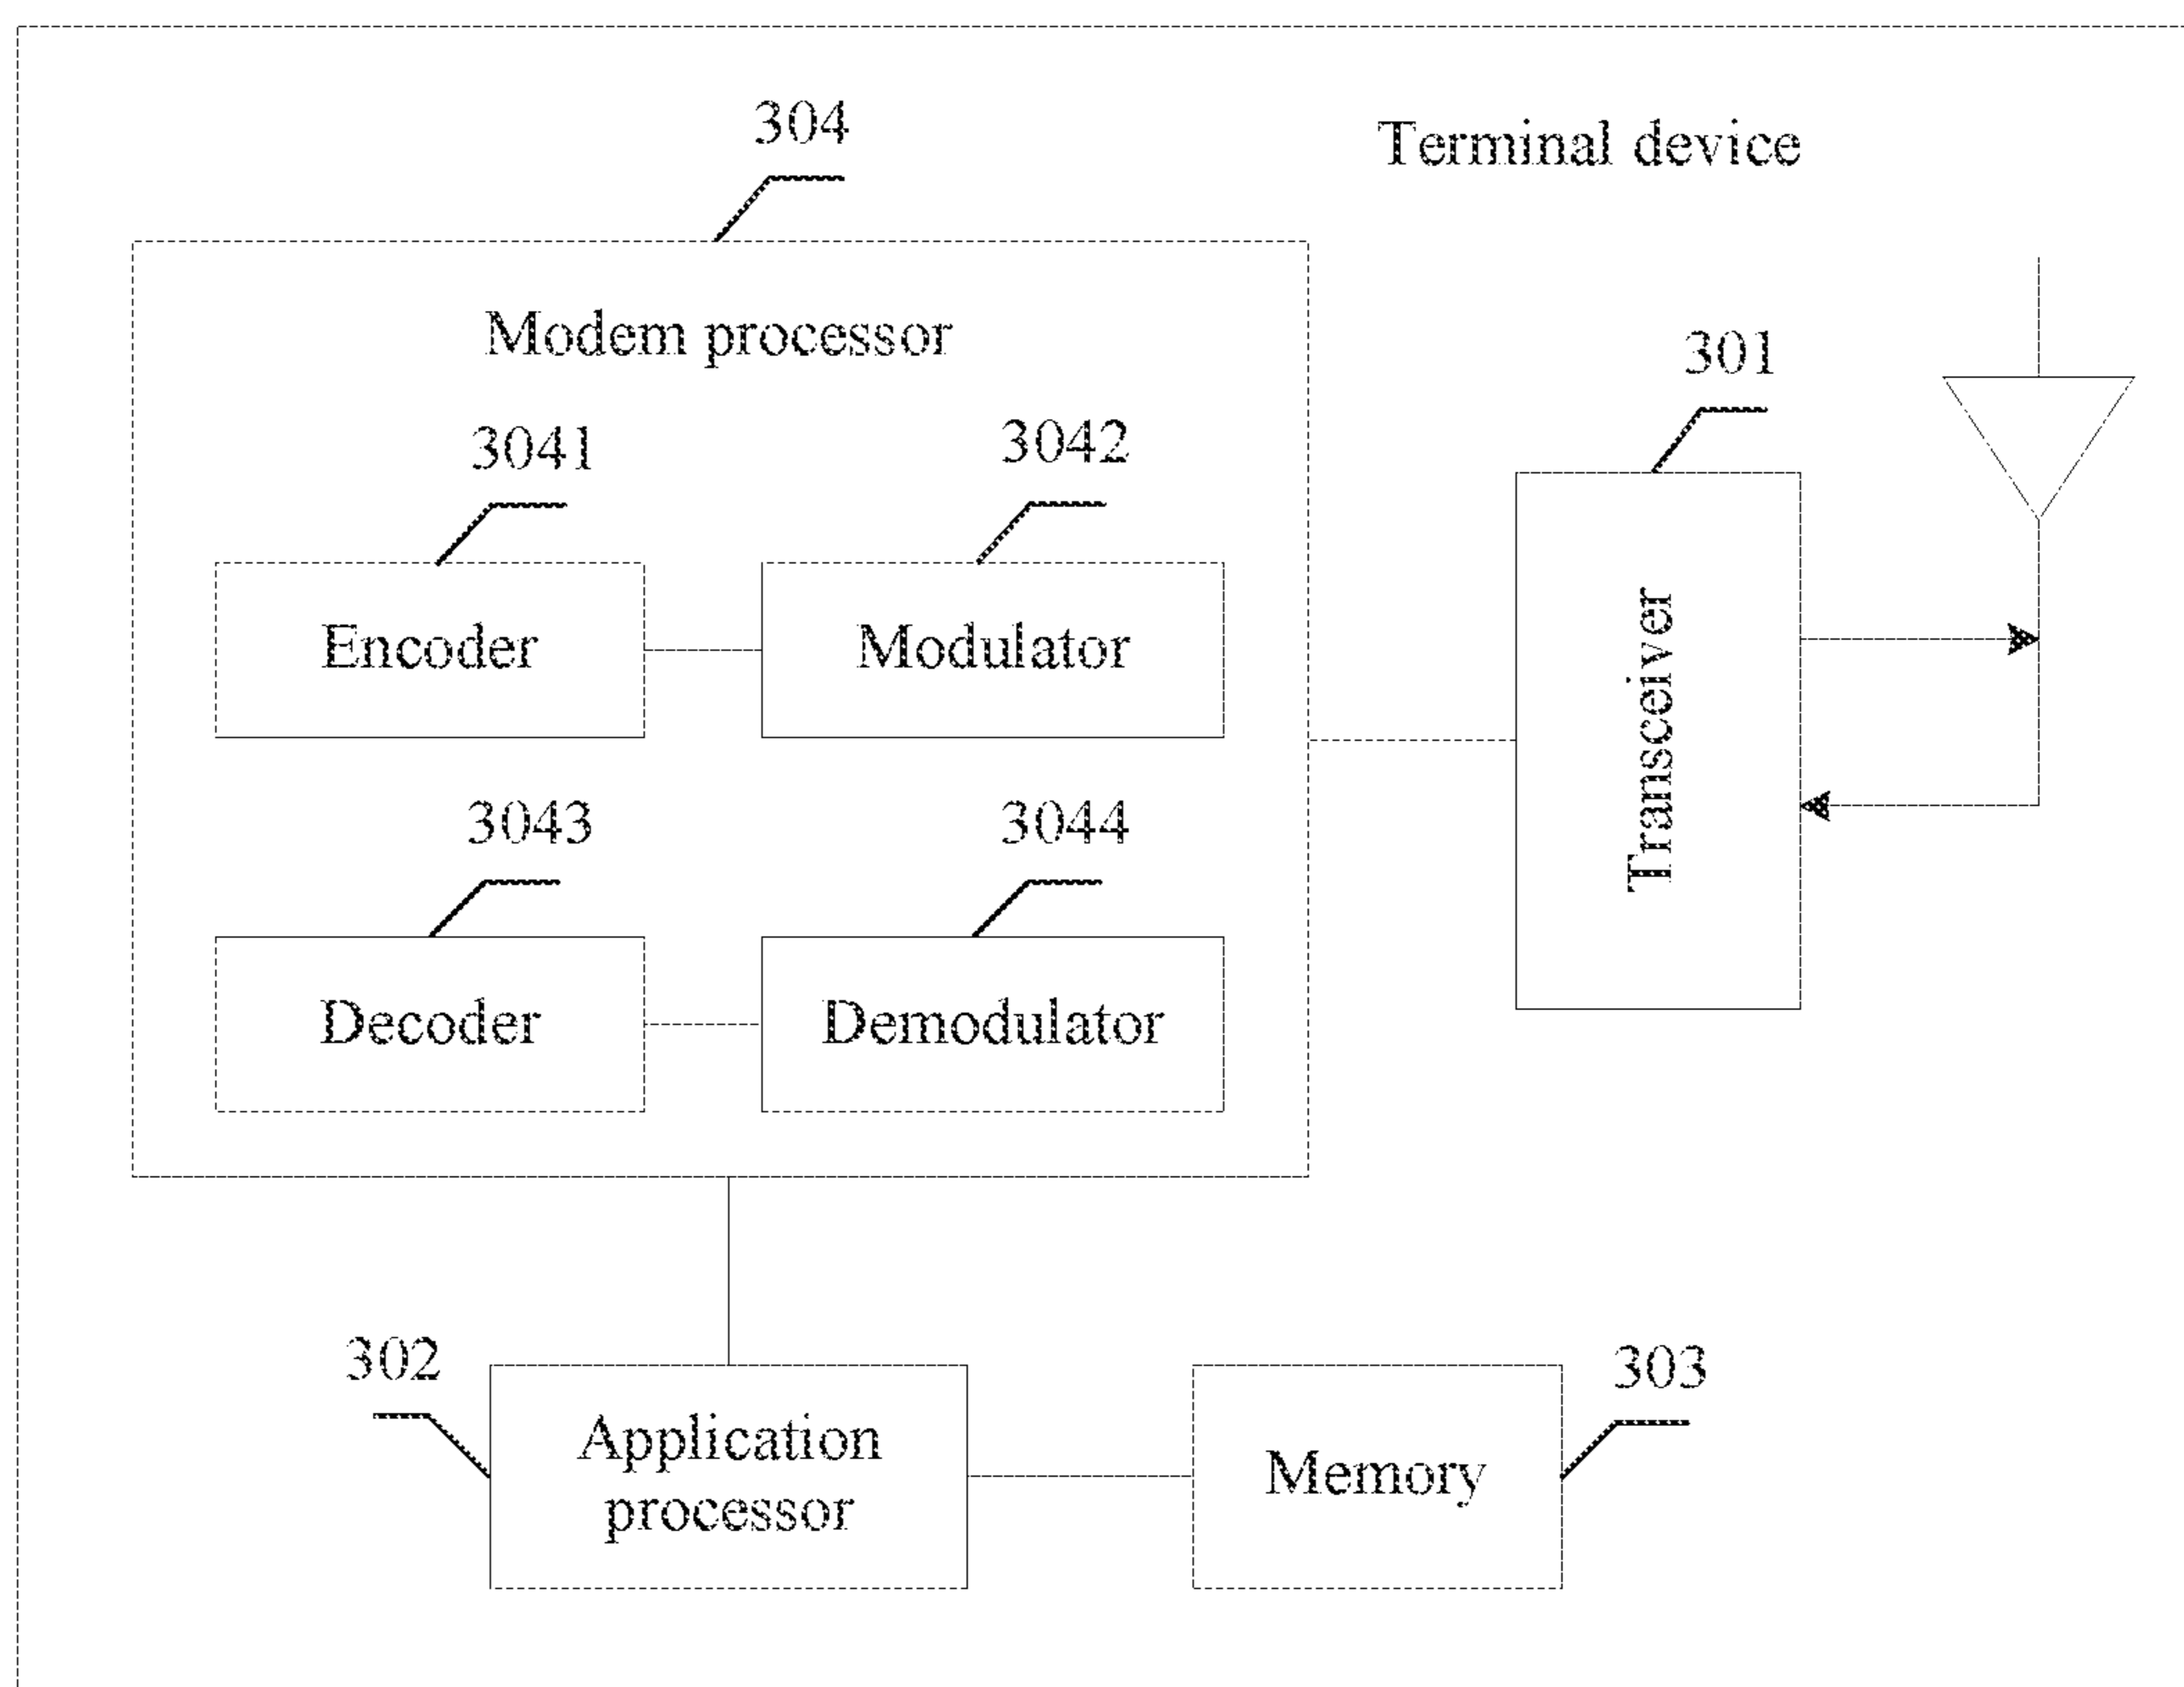 304
Terminal device
Modem processor
301
3041
3042
Encoder
Modulator
Transceiver
3043
3044
Decoder
Demodulator
302
303
Application
processor
Memory